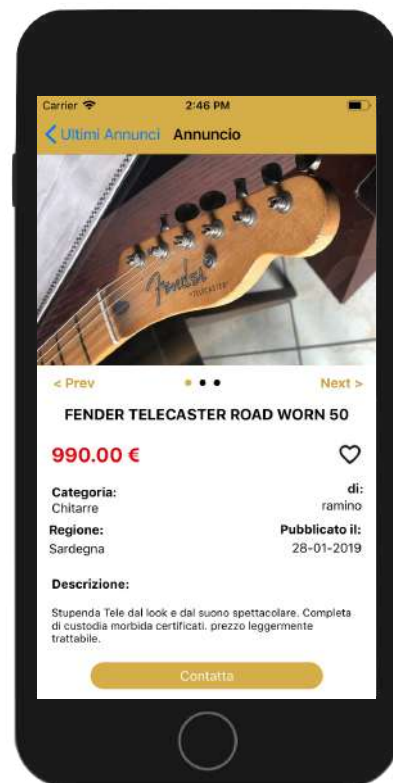 Carrier 2:46 PM
Ultimi Annunci Annuncio
Fender
TELECASTER
< Prev Next >
FENDER TELECASTER ROAD WORN 50
990.00 €
Categoria: di:
Chitarre ramino
Regione: Pubblicato il:
Sardegna 28-01-2019
Descrizione:
Stupenda Tele dal look e dal suono spettacolare. Completa
di custodia morbida certificati. prezzo leggermente
trattabile.
Contatta